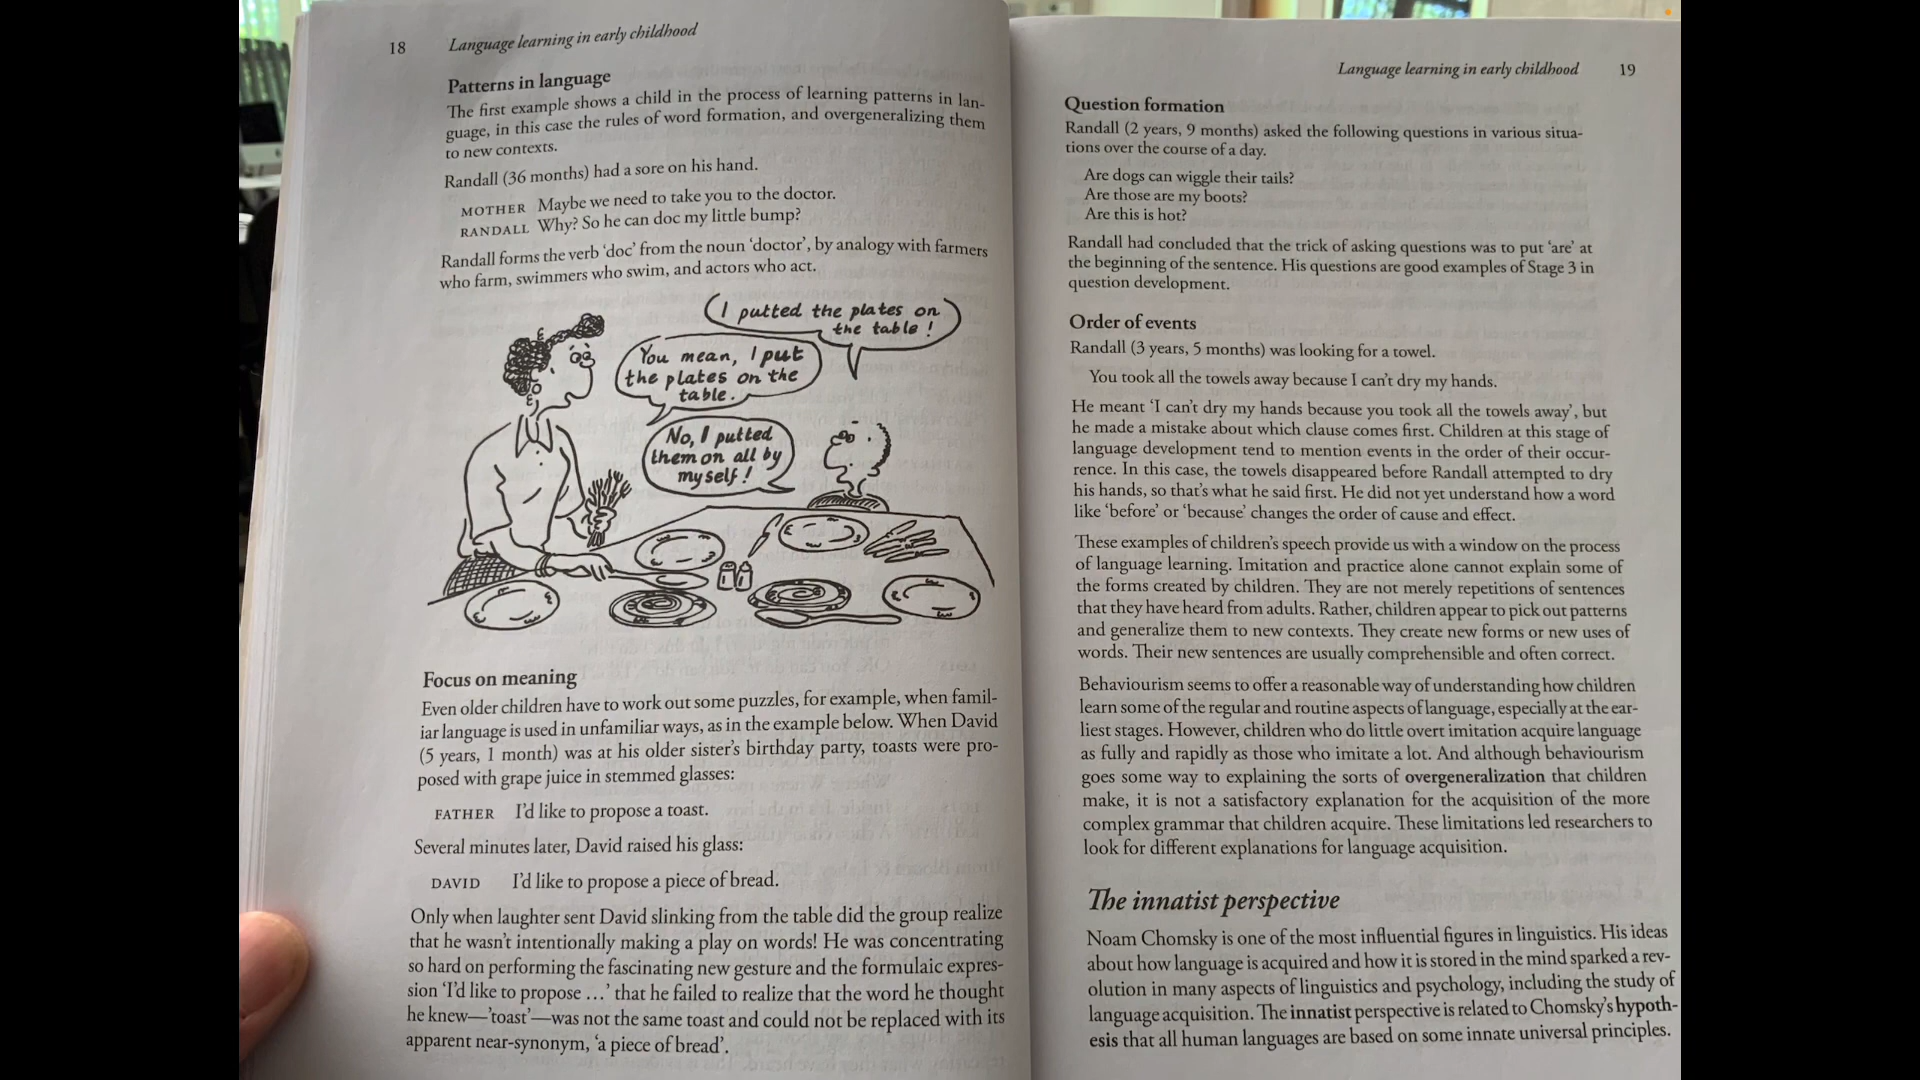 18 Language learning in early childhood
Patterns in language
The first example shows a child in the process of learning patterns in lan-
guage, in this case the rules of word formation, and overgeneralizing them
to new contexts.
Randall (36 months) had a sore on his hand.
MOTHER Maybe we need to take you to the doctor.
RANDALL Why? So he can doc my little bump?
Randall forms the verb ‘doc’ from the noun ‘doctor’, by analogy with farmers
who farm, swimmers who swim, and actors who act.
I putted the plates on
the table!
You mean, I put
the plates on the
table.
No, I putted
them on all by
myself!
Focus on meaning
Even older children have to work out some puzzles, for example, when famil-
iar language is used in unfamiliar ways, as in the example below. When David
(5 years, 1 month) was at his older sister’s birthday party, toasts were pro-
posed with grape juice in stemmed glasses:
FATHER I’d like to propose a toast.
Several minutes later, David raised his glass:
DAVID I’d like to propose a piece of bread.
Only when laughter sent David slinking from the table did the group realize
that he wasn’t intentionally making a play on words! He was concentrating
so hard on performing the fascinating new gesture and the formulaic expres-
sion ‘I’d like to propose …’ that he failed to realize that the word he thought
he knew—’toast’—was not the same toast and could not be replaced with its
apparent near-synonym, ‘a piece of bread’.
Language learning in early childhood 19
Question formation
Randall (2 years, 9 months) asked the following questions in various situa-
tions over the course of a day.
Are dogs can wiggle their tails?
Are those are my boots?
Are this is hot?
Randall had concluded that the trick of asking questions was to put ‘are’ at
the beginning of the sentence. His questions are good examples of Stage 3 in
question development.
Order of events
Randall (3 years, 5 months) was looking for a towel.
You took all the towels away because I can’t dry my hands.
He meant ‘I can’t dry my hands because you took all the towels away’, but
he made a mistake about which clause comes first. Children at this stage of
language development tend to mention events in the order of their occur-
rence. In this case, the towels disappeared before Randall attempted to dry
his hands, so that’s what he said first. He did not yet understand how a word
like ‘before’ or ‘because’ changes the order of cause and effect.
These examples of children’s speech provide us with a window on the process
of language learning. Imitation and practice alone cannot explain some of
the forms created by children. They are not merely repetitions of sentences
that they have heard from adults. Rather, children appear to pick out patterns
and generalize them to new contexts. They create new forms or new uses of
words. Their new sentences are usually comprehensible and often correct.
Behaviourism seems to offer a reasonable way of understanding how children
learn some of the regular and routine aspects of language, especially at the ear-
liest stages. However, children who do little overt imitation acquire language
as fully and rapidly as those who imitate a lot. And although behaviourism
goes some way to explaining the sorts of overgeneralization that children
make, it is not a satisfactory explanation for the acquisition of the more
complex grammar that children acquire. These limitations led researchers to
look for different explanations for language acquisition.
The innatist perspective
Noam Chomsky is one of the most influential figures in linguistics. His ideas
about how language is acquired and how it is stored in the mind sparked a rev-
olution in many aspects of linguistics and psychology, including the study of
language acquisition. The innatist perspective is related to Chomsky’s hypoth-
esis that all human languages are based on some innate universal principles.